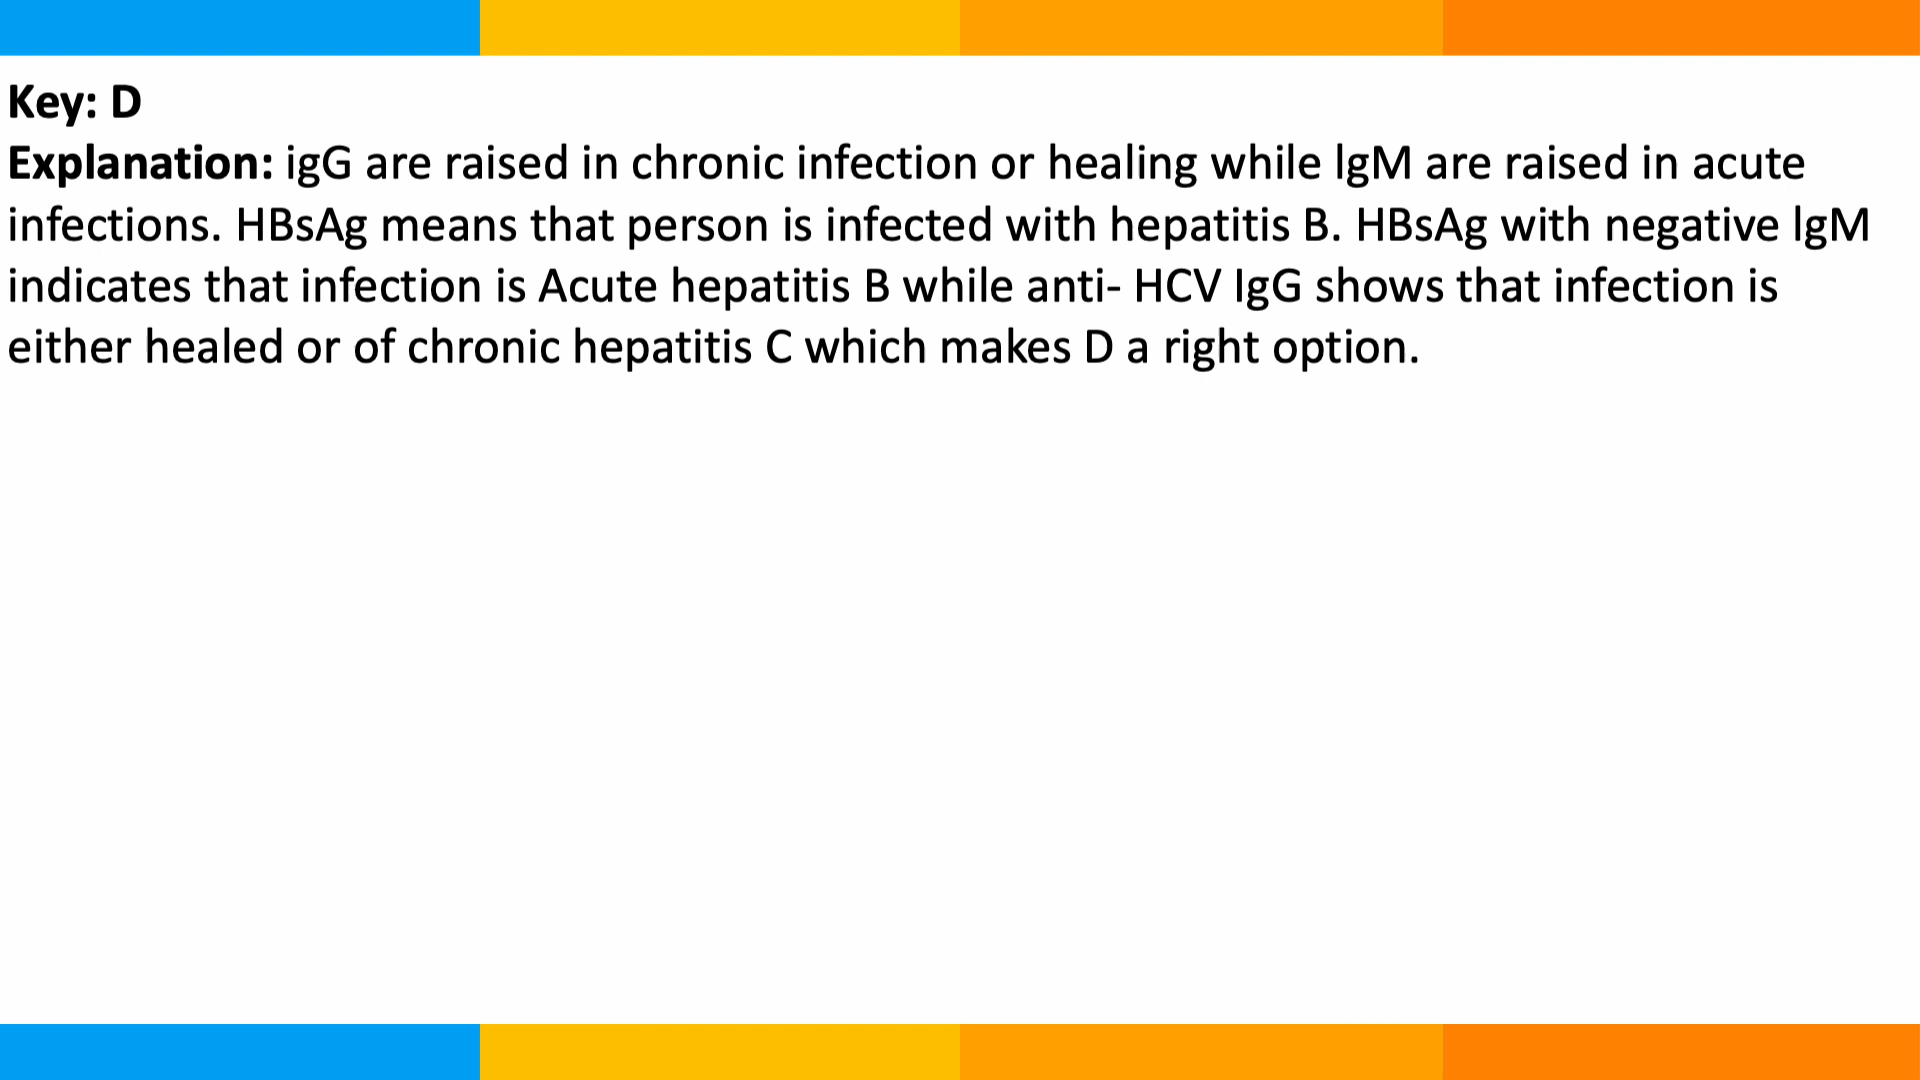 Key: D
Explanation: igG are raised in chronic infection or healing while lgM are raised in acute
infections. HBsAg means that person is infected with hepatitis B. HBsAg with negative lgM
indicates that infection is Acute hepatitis B while anti- HCV IgG shows that infection is
either healed or of chronic hepatitis C which makes D a right option.